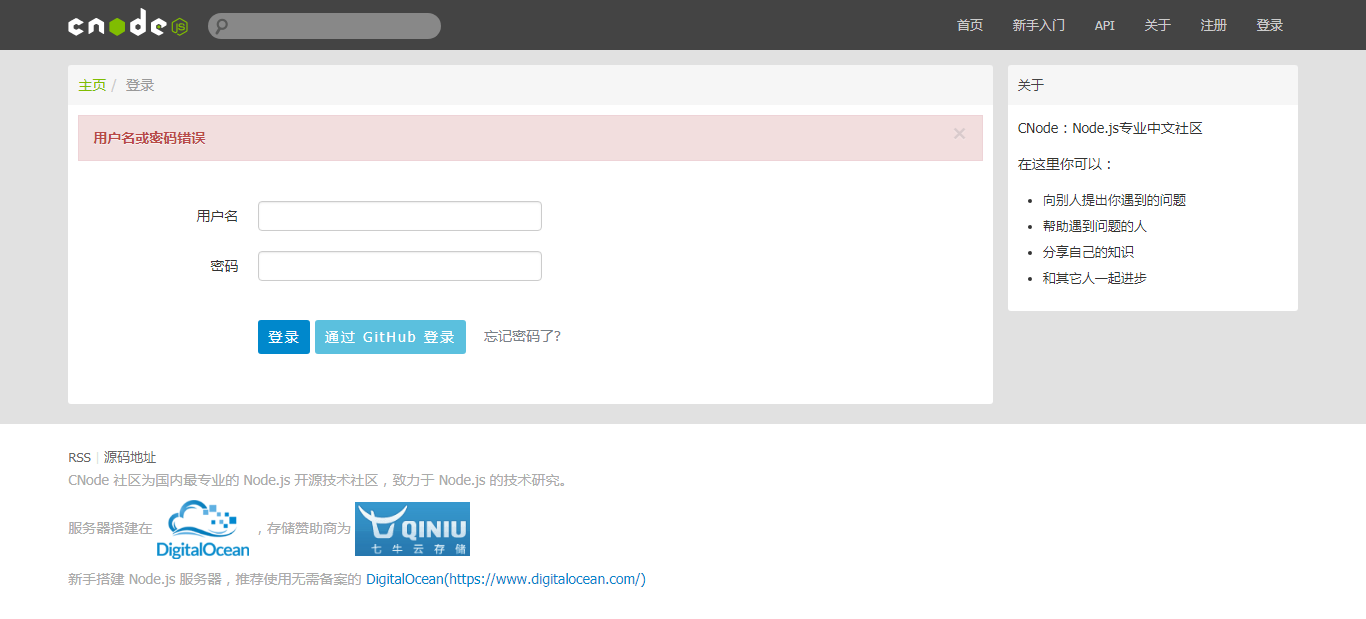 cnode JS
首页 新手入门 API 关于 注册 登录
主页 / 登录
用户名或密码错误 ×
用户名
密码
登录 通过 GitHub 登录 忘记密码了?
关于
CNode：Node.js专业中文社区
在这里你可以：
向别人提出你遇到的问题
帮助遇到问题的人
分享自己的知识
和其它人一起进步
RSS | 源码地址
CNode 社区为国内最专业的 Node.js 开源技术社区，致力于 Node.js 的技术研究。
服务器搭建在 DigitalOcean ，存储赞助商为 QINIU 七牛云存储
新手搭建 Node.js 服务器，推荐使用无需备案的 DigitalOcean(https://www.digitalocean.com/)